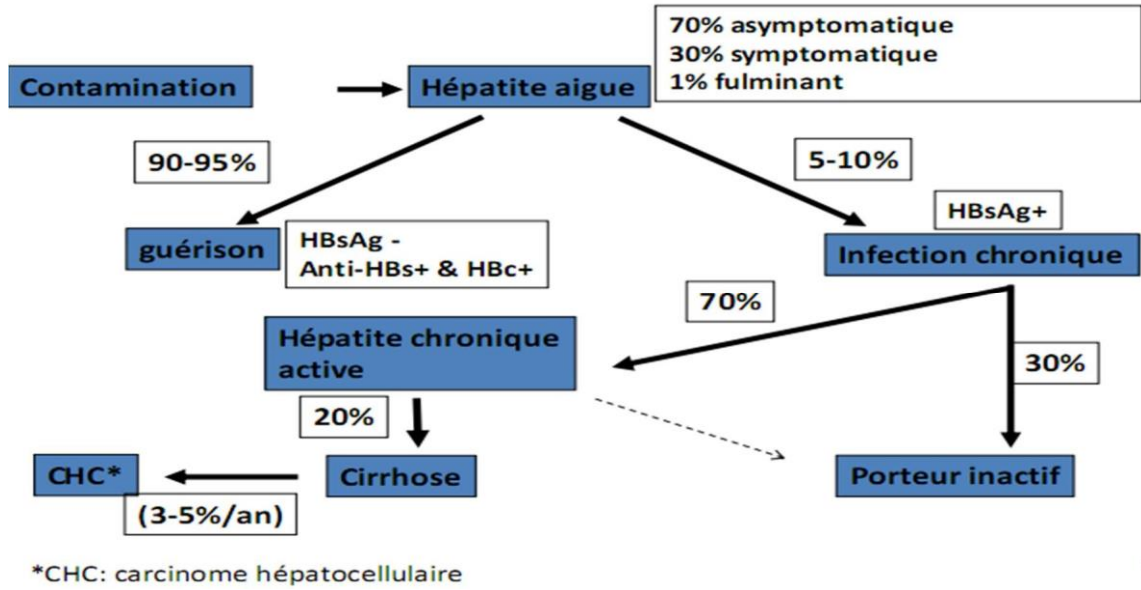 70% asymptomatique
30% symptomatique
1% fulminant
Contamination
Hépatite aigue
90-95%
5-10%
HBsAg+
guérison
HBsAg -
Anti-HBs+ & HBc+
Infection chronique
70%
Hépatite chronique
active
30%
20%
CHC*
Cirrhose
Porteur inactif
(3-5%/an)
*CHC: carcinome hépatocellulaire